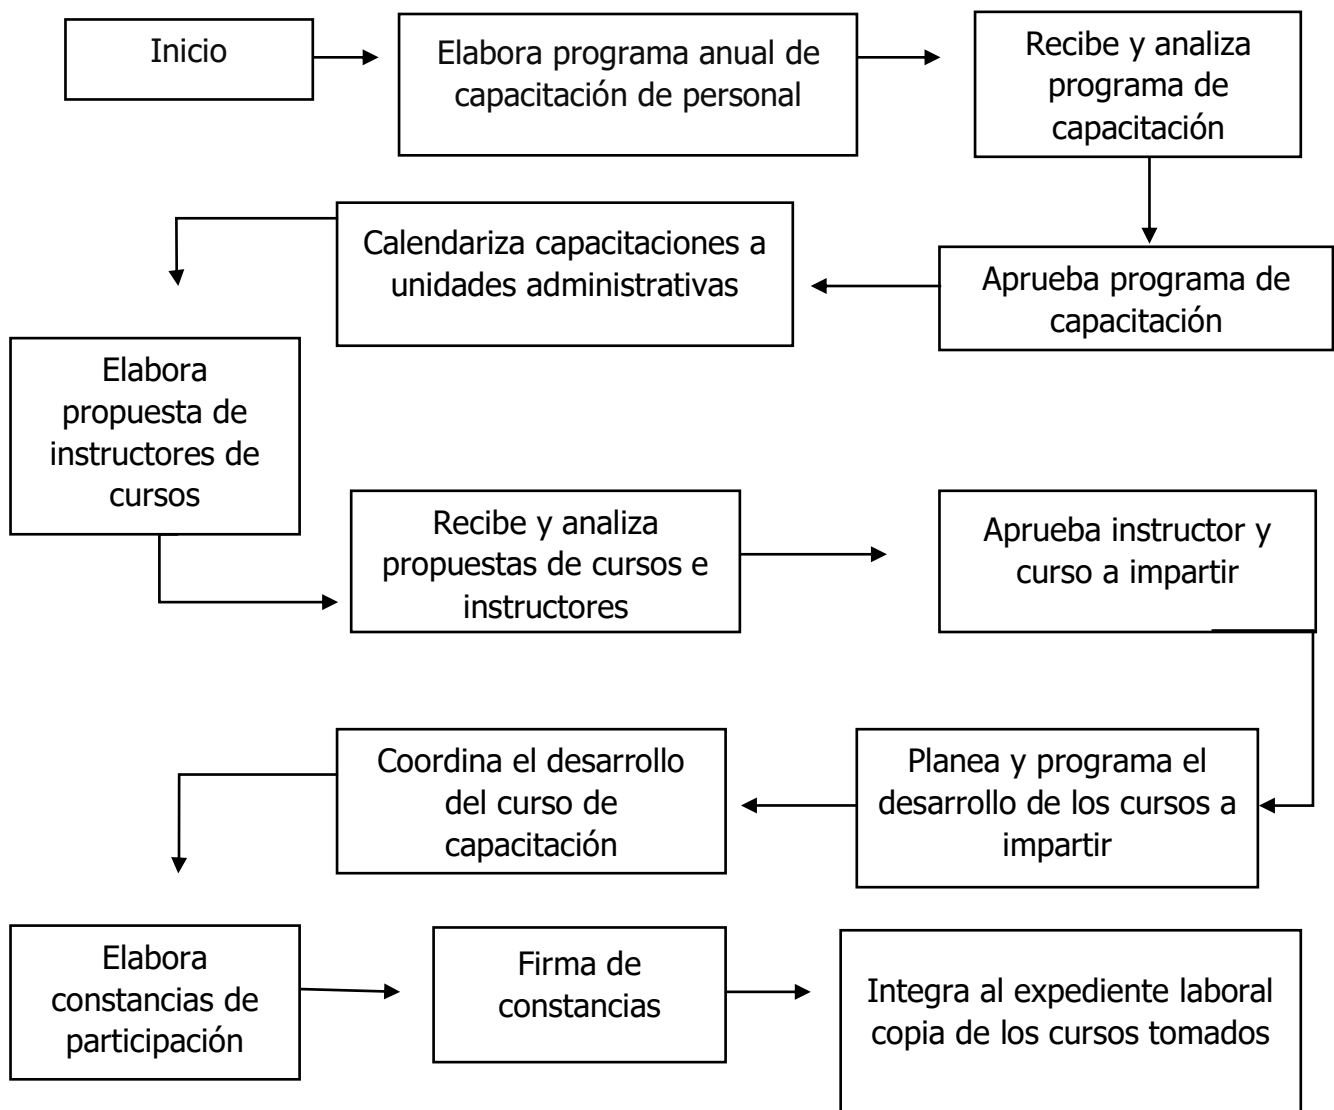 Inicio
Elabora programa anual de
capacitación de personal
Recibe y analiza
programa de
capacitación
Aprueba programa de
capacitación
Calendariza capacitaciones a
unidades administrativas
Elabora
propuesta de
instructores de
cursos
Recibe y analiza
propuestas de cursos e
instructores
Aprueba instructor y
curso a impartir
Planea y programa el
desarrollo de los cursos a
impartir
Coordina el desarrollo
del curso de
capacitación
Elabora
constancias de
participación
Firma de
constancias
Integra al expediente laboral
copia de los cursos tomados